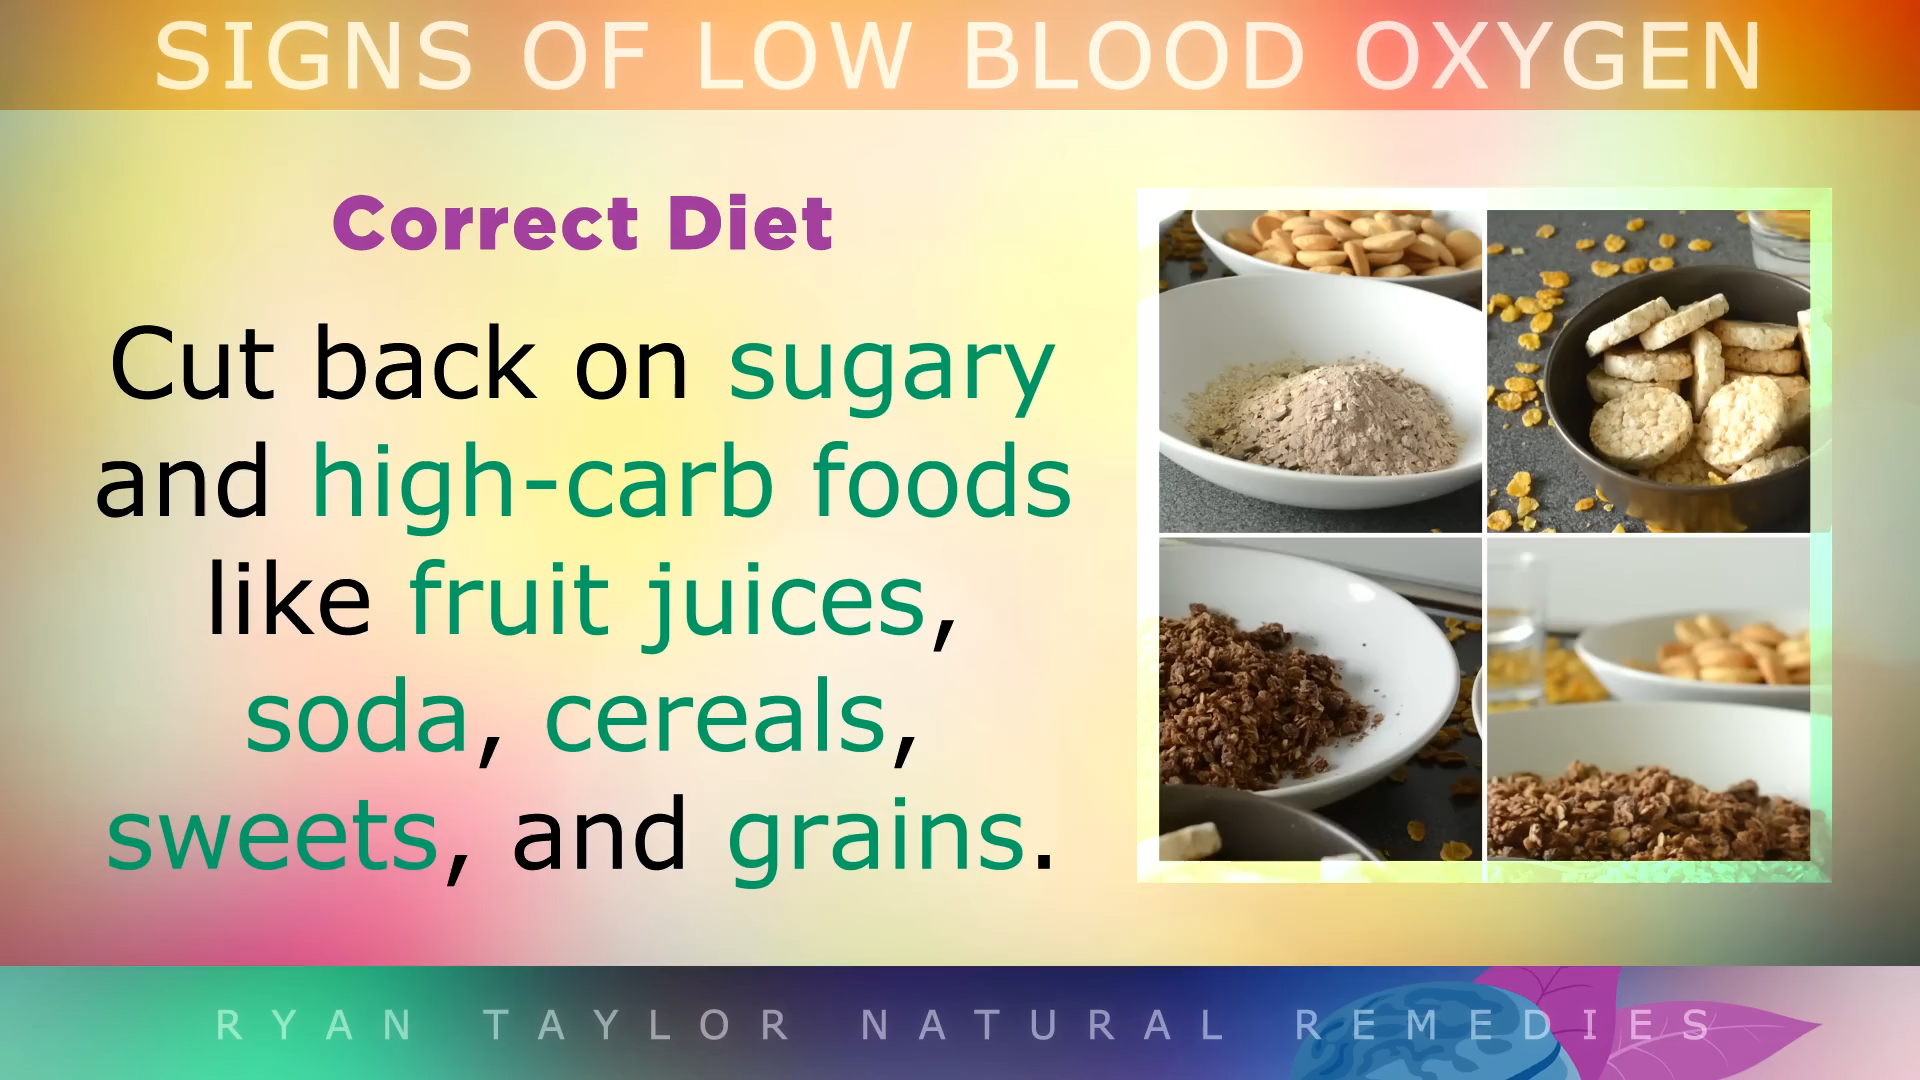 SIGNS OF LOW BLOOD OXYGEN
Correct Diet
Cut back on sugary
and high-carb foods
like fruit juices,
soda, cereals,
sweets, and grains.
RYAN TAYLOR NATURAL REMEDIES